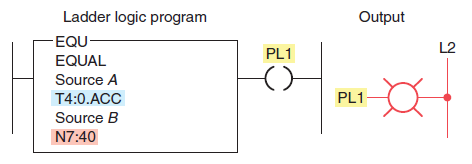 Ladder logic program
Output
EQU
EQUAL
Source A
T4:0.ACC
Source B
N7:40
PL1
PL1
L2